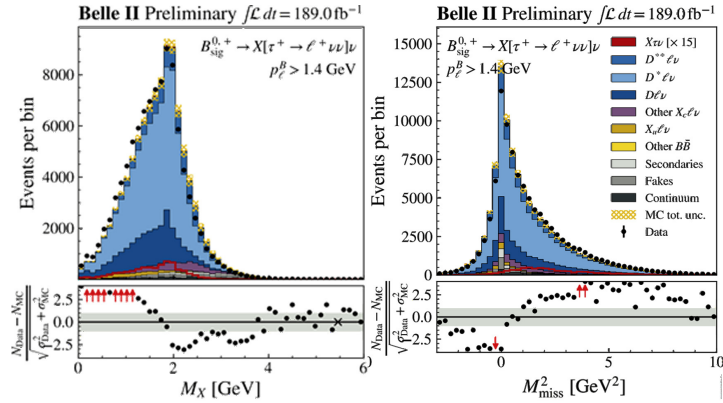 Belle II Preliminary ∫ℒ dt = 189.0 fb⁻¹
B^{0,+}_{sig} → X[τ⁺ → ℓ⁺νν]ν
p^B_ℓ > 1.4 GeV
Events per bin
8000
6000
4000
2000
N_Data − N_MC
√σ²_Data + σ²_MC
2.5
0.0
−2.5
0
2
4
6
M_X [GeV]
Belle II Preliminary ∫ℒ dt = 189.0 fb⁻¹
B^{0,+}_{sig} → X[τ⁺ → ℓ⁺νν]ν
p^B_ℓ > 1.4 GeV
Events per bin
15000
12500
10000
7500
5000
2500
0
Xτν [× 15]
D**ℓν
D*ℓν
Dℓν
Other X_cℓν
X_uℓν
Other BB̄
Secondaries
Fakes
Continuum
MC tot. unc.
Data
N_Data − N_MC
√σ²_Data + σ²_MC
2.5
0.0
−2.5
0
5
10
M²_miss [GeV²]